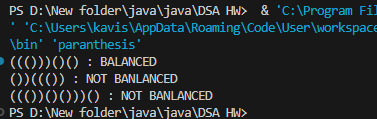 PS D:\New folder\java\java\DSA HW>  & 'C:\Program Fil
' 'C:\Users\kavis\AppData\Roaming\Code\User\workspace
\bin' 'paranthesis'
((()))()() : BALANCED
())((()) : NOT BANLANCED
((())()()))() : NOT BANLANCED
PS D:\New folder\java\java\DSA HW>